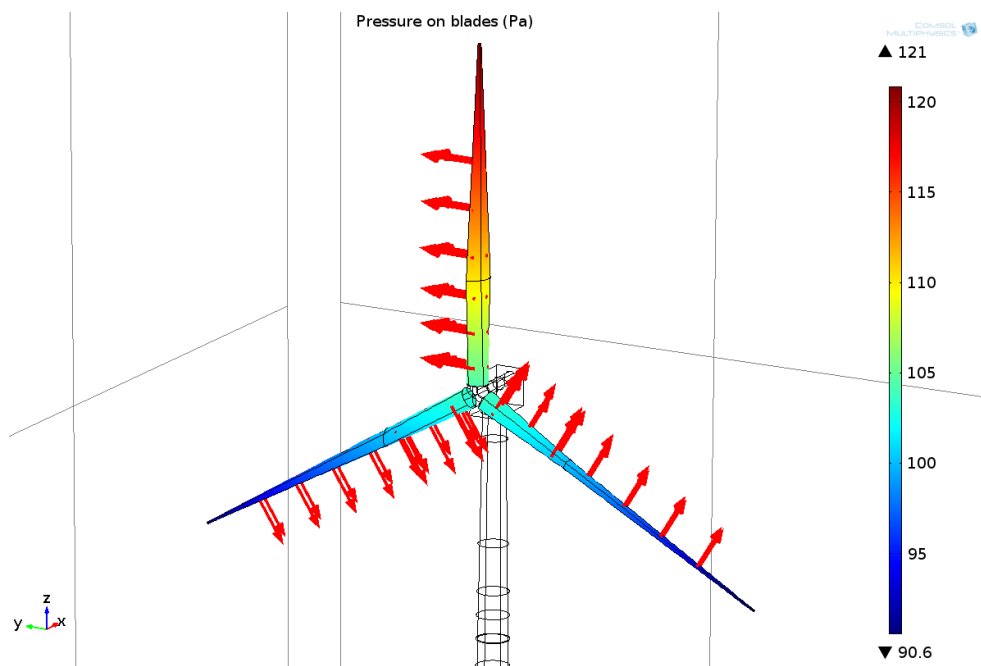 Pressure on blades (Pa)
COMSOL
MULTIPHYSICS
▲ 121
120
115
110
105
100
95
▼ 90.6
z
y
x